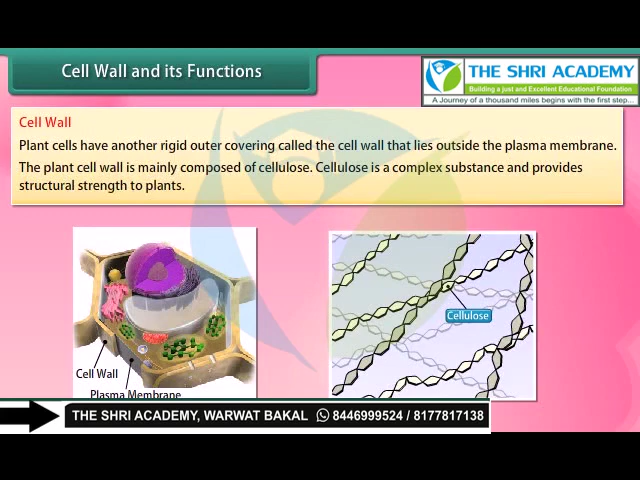 Cell Wall and its Functions
THE SHRI ACADEMY
Building a just and Excellent Educational Foundation
A Journey of a thousand miles begins with the first step...
Cell Wall
Plant cells have another rigid outer covering called the cell wall that lies outside the plasma membrane.
The plant cell wall is mainly composed of cellulose. Cellulose is a complex substance and provides
structural strength to plants.
Cellulose
Cell Wall
Plasma Membrane
THE SHRI ACADEMY, WARWAT BAKAL 8446999524 / 8177817138